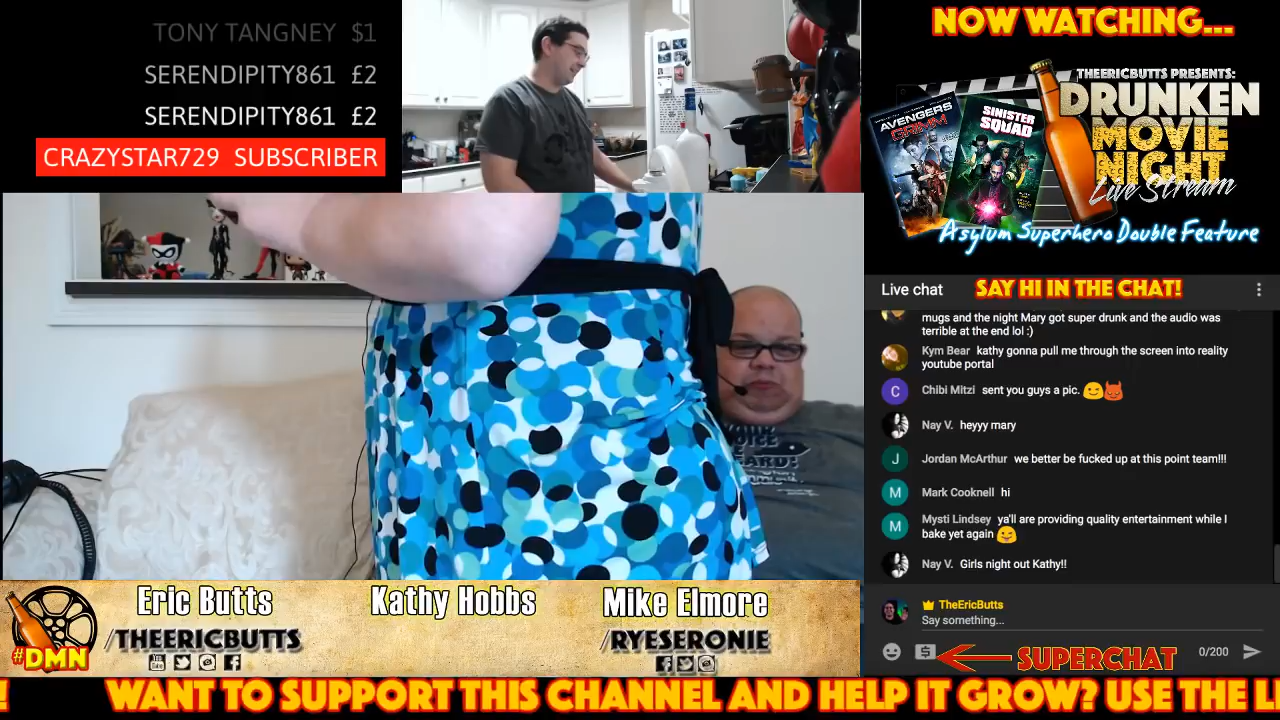 TONY TANGNEY $1
SERENDIPITY861 £2
SERENDIPITY861 £2
CRAZYSTAR729 SUBSCRIBER
NOW WATCHING...
THEERICBUTTS PRESENTS:
DRUNKEN
MOVIE
NIGHT
Live Stream
AVENGERS
GRIMM
SINISTER
SQUAD
Asylum Superhero Double Feature
Live chat
SAY HI IN THE CHAT!
mugs and the night Mary got super drunk and the audio was
terrible at the end lol :)
Kym Bear kathy gonna pull me through the screen into reality
youtube portal
C
Chibi Mitzi sent you guys a pic. 😉😈
Nay V. heyyy mary
J
Jordan McArthur we better be fucked up at this point team!!!
M
Mark Cooknell hi
M
Mysti Lindsey ya'll are providing quality entertainment while I
bake yet again 😋
Nay V. Girls night out Kathy!!
TheEricButts
Say something...
SUPERCHAT
0/200
Eric Butts
/THEERICBUTTS
Kathy Hobbs
Mike Elmore
/RYESERONIE
#DMN
! WANT TO SUPPORT THIS CHANNEL AND HELP IT GROW? USE THE LI